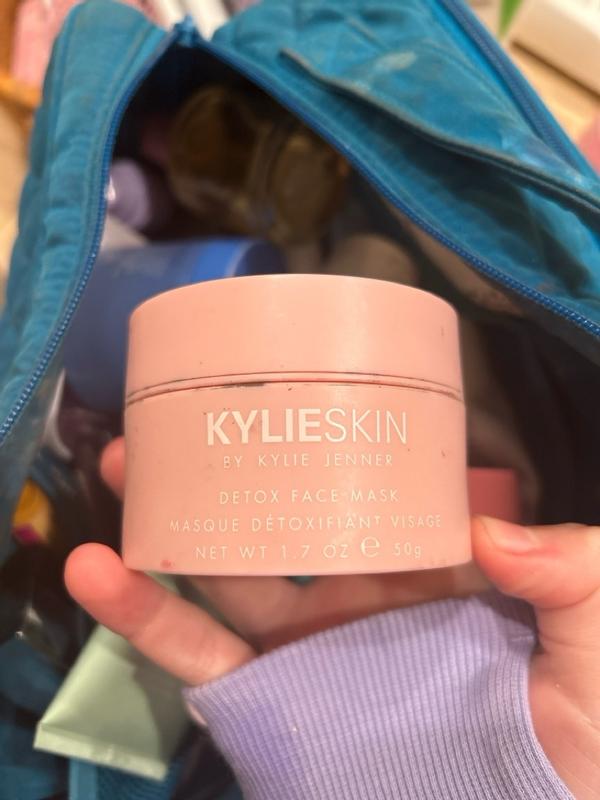 KYLIESKIN
BY KYLIE JENNER
DETOX FACE MASK
MASQUE DÉTOXIFIANT VISAGE
NET WT 1.7 OZ ℮ 50g